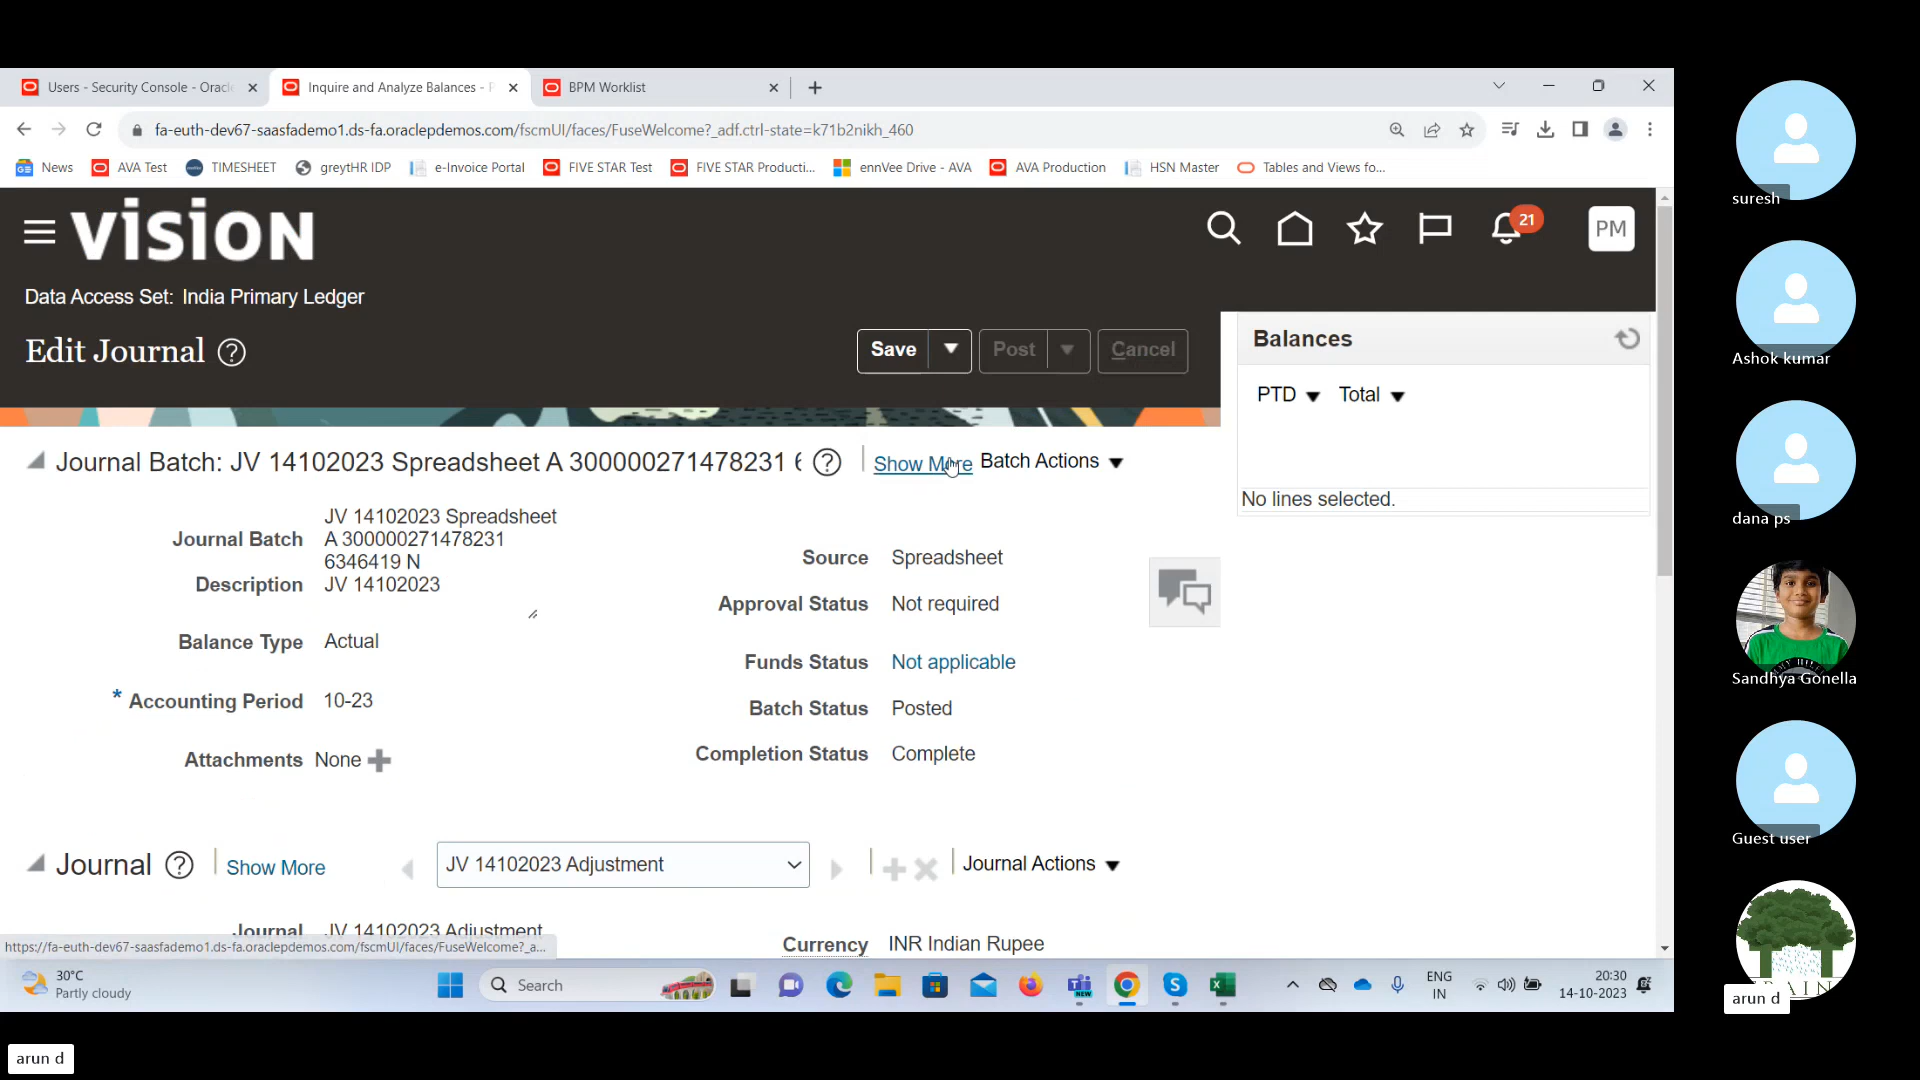 Users - Security Console - Oracl
Inquire and Analyze Balances - P
BPM Worklist
fa-euth-dev67-saasfademo1.ds-fa.oraclepdemos.com/fscmUI/faces/FuseWelcome?_adf.ctrl-state=k71b2nikh_460
News
AVA Test
TIMESHEET
greytHR IDP
e-Invoice Portal
FIVE STAR Test
FIVE STAR Producti...
ennVee Drive - AVA
AVA Production
HSN Master
Tables and Views fo...
VISION
21
PM
Data Access Set: India Primary Ledger
Edit Journal
Save
Post
Cancel
Balances
PTD
Total
No lines selected.
Journal Batch: JV 14102023 Spreadsheet A 300000271478231 6
Show More
Batch Actions
Journal Batch
JV 14102023 Spreadsheet
A 300000271478231
6346419 N
Description
JV 14102023
Balance Type
Actual
* Accounting Period
10-23
Attachments
None
Source
Spreadsheet
Approval Status
Not required
Funds Status
Not applicable
Batch Status
Posted
Completion Status
Complete
Journal
Show More
JV 14102023 Adjustment
Journal Actions
Journal
JV 14102023 Adjustment
Currency
INR Indian Rupee
https://fa-euth-dev67-saasfademo1.ds-fa.oraclepdemos.com/fscmUI/faces/FuseWelcome?_a...
30°C
Partly cloudy
Search
NEW
ENG
IN
20:30
14-10-2023
suresh
Ashok kumar
dana ps
Sandhya Gonella
Guest user
arun d
arun d